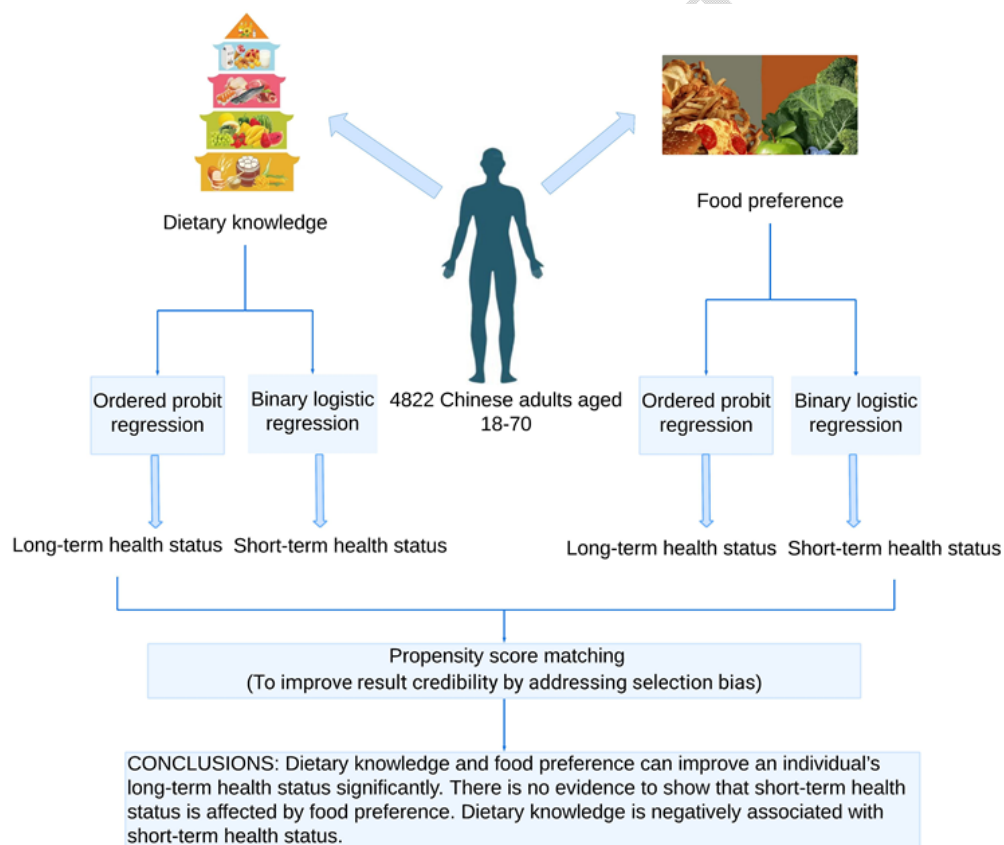 Dietary knowledge
Food preference
Ordered probit
regression
Binary logistic
regression
4822 Chinese adults aged
18-70
Ordered probit
regression
Binary logistic
regression
Long-term health status
Short-term health status
Long-term health status
Short-term health status
Propensity score matching
(To improve result credibility by addressing selection bias)
CONCLUSIONS: Dietary knowledge and food preference can improve an individual's
long-term health status significantly. There is no evidence to show that short-term health
status is affected by food preference. Dietary knowledge is negatively associated with
short-term health status.